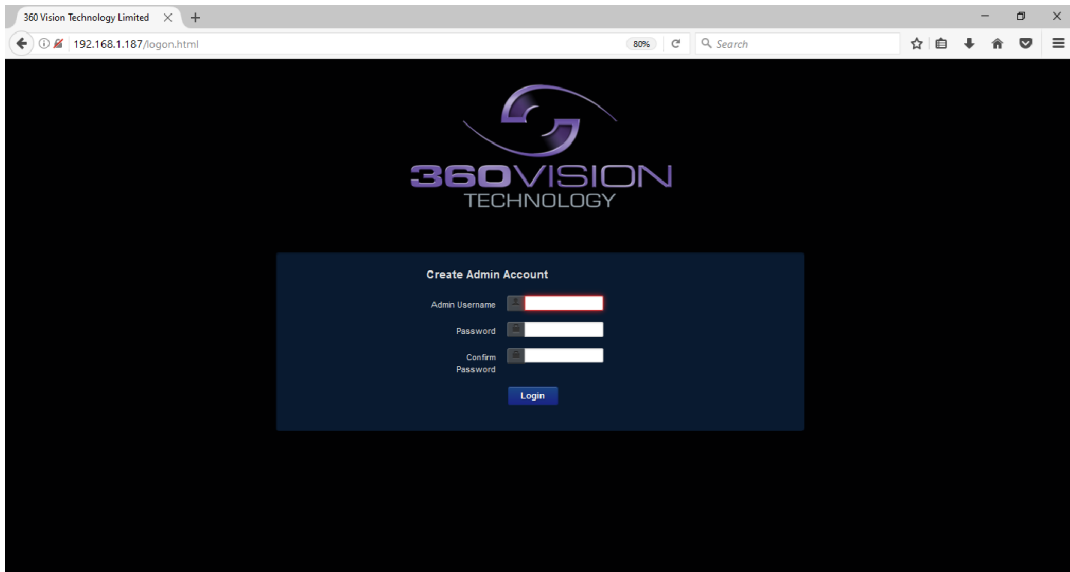 360 Vision Technology Limited
192.168.1.187/logon.html
80%
Search
360VISION
TECHNOLOGY
Create Admin Account
Admin Username
Password
Confirm
Password
Login